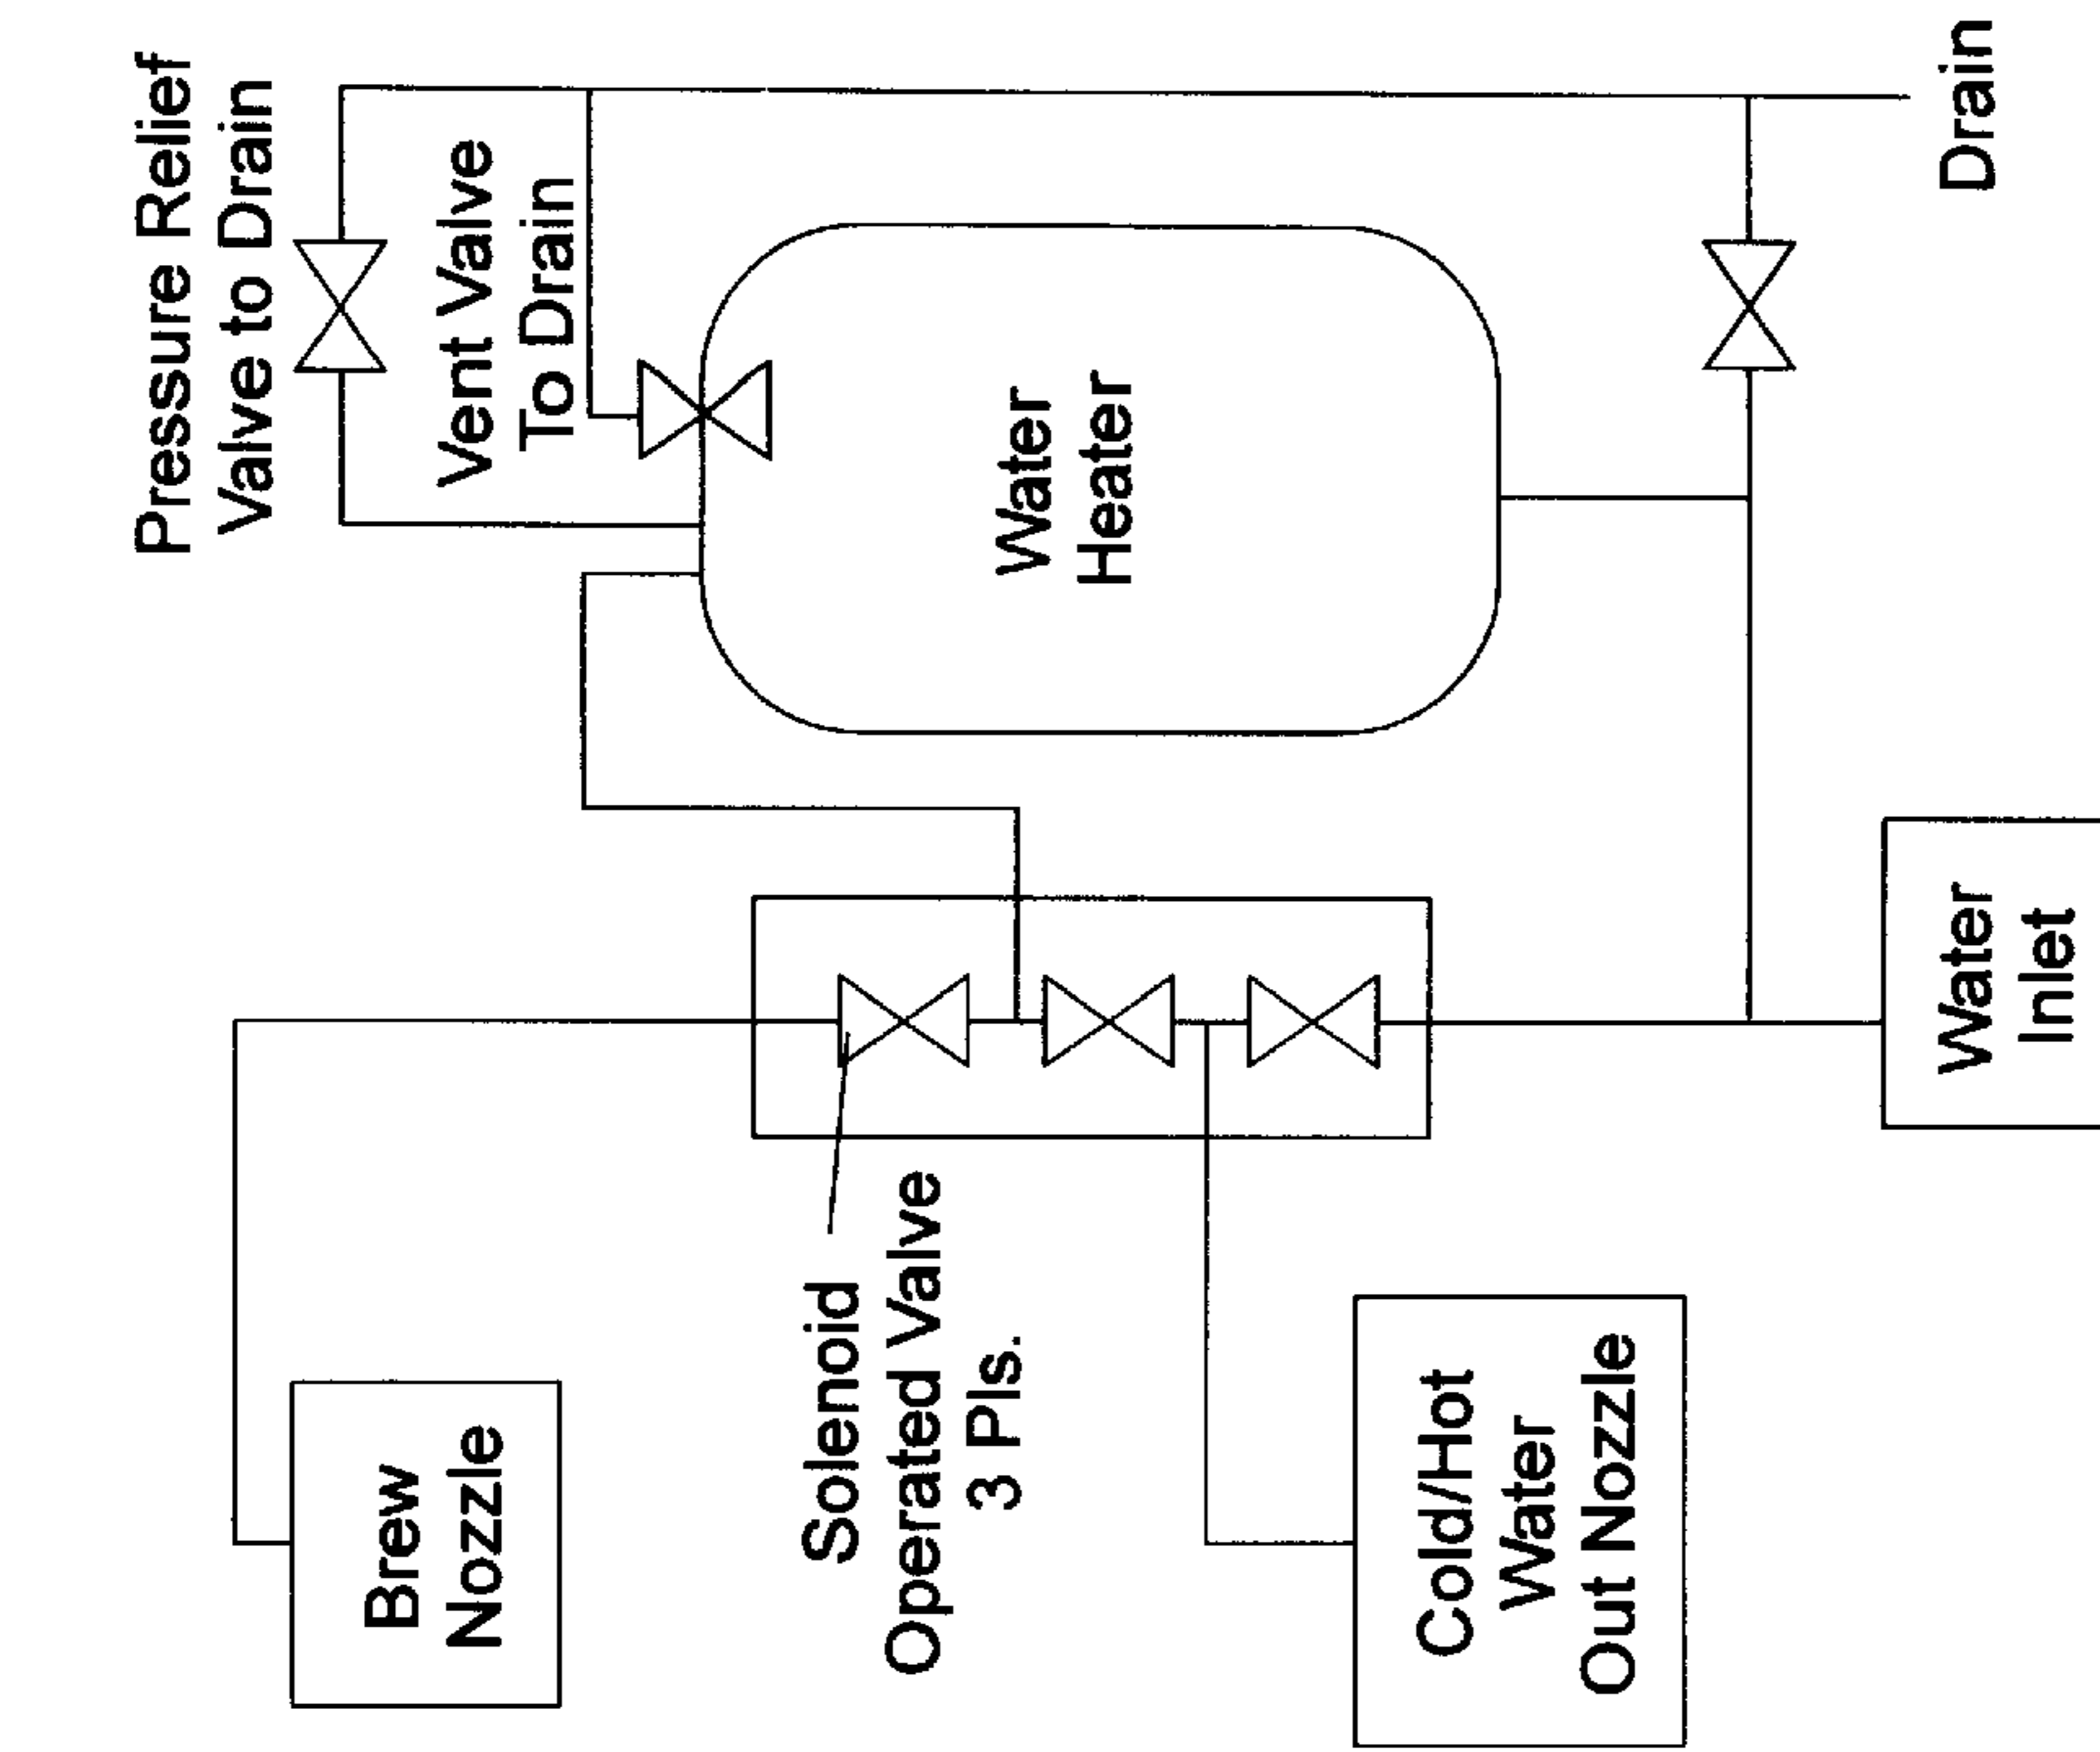 Pressure Relief
Valve to Drain
Vent Valve
To Drain
Water
Heater
Drain
Brew
Nozzle
Solenoid
Operated Valve
3 Pls.
Cold/Hot
Water
Out Nozzle
Water
Inlet